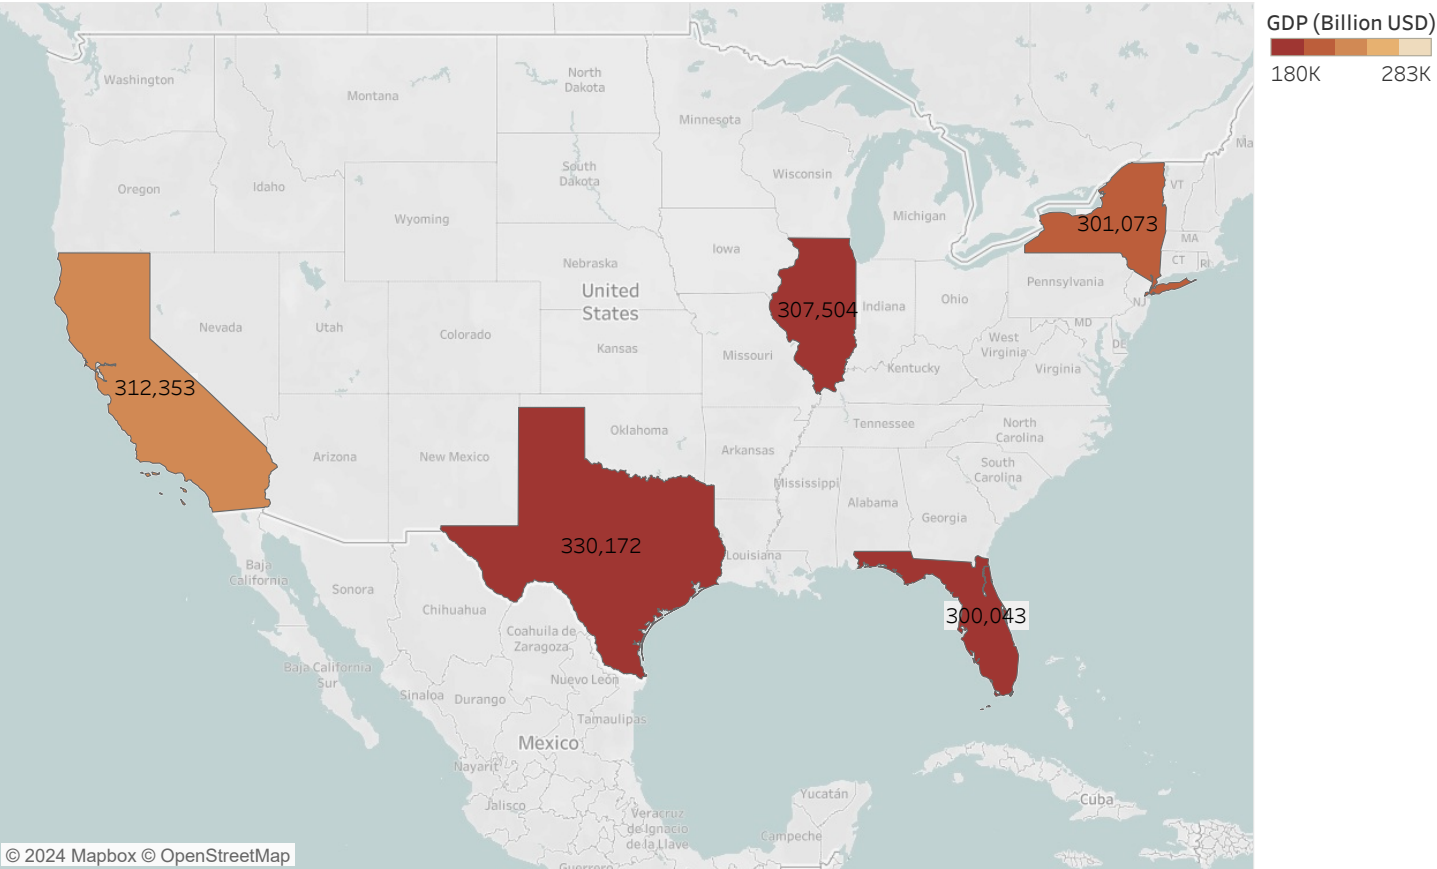 GDP (Billion USD)
180K
283K
Washington
Montana
North
Dakota
Minnesota
Ma
Oregon
Idaho
South
Dakota
Wisconsin
VT
Wyoming
Michigan
301,073
MA
Iowa
CT
RI
Nebraska
United
States
Pennsylvania
307,504
Indiana
Ohio
NJ
Nevada
Utah
Colorado
MD
Kansas
Missouri
West
Virginia
DE
Kentucky
Virginia
312,353
Oklahoma
Tennessee
North
Carolina
Arizona
New Mexico
Arkansas
South
Carolina
Mississippi
Alabama
Georgia
330,172
Louisiana
Baja
California
Sonora
Chihuahua
300,043
Coahuila de
Zaragoza
Baja California
Sur
Nuevo León
Sinaloa
Durango
Tamaulipas
Mexico
Nayarit
Yucatán
Cuba
Jalisco
Veracruz
de Ignacio
de la Llave
Campeche
Guerrero
© 2024 Mapbox © OpenStreetMap